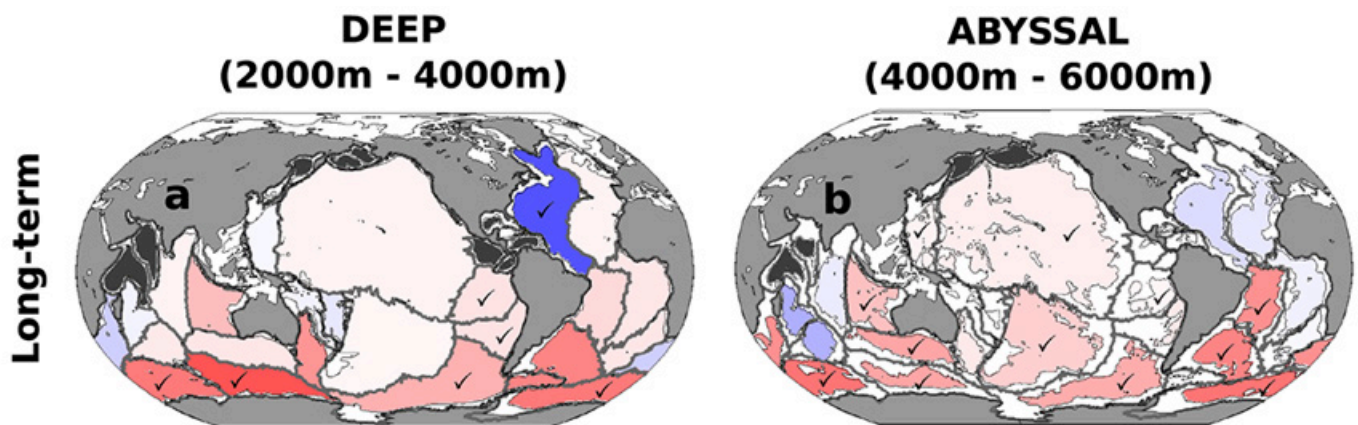 DEEP
(2000m - 4000m)
ABYSSAL
(4000m - 6000m)
Long-term
a
b